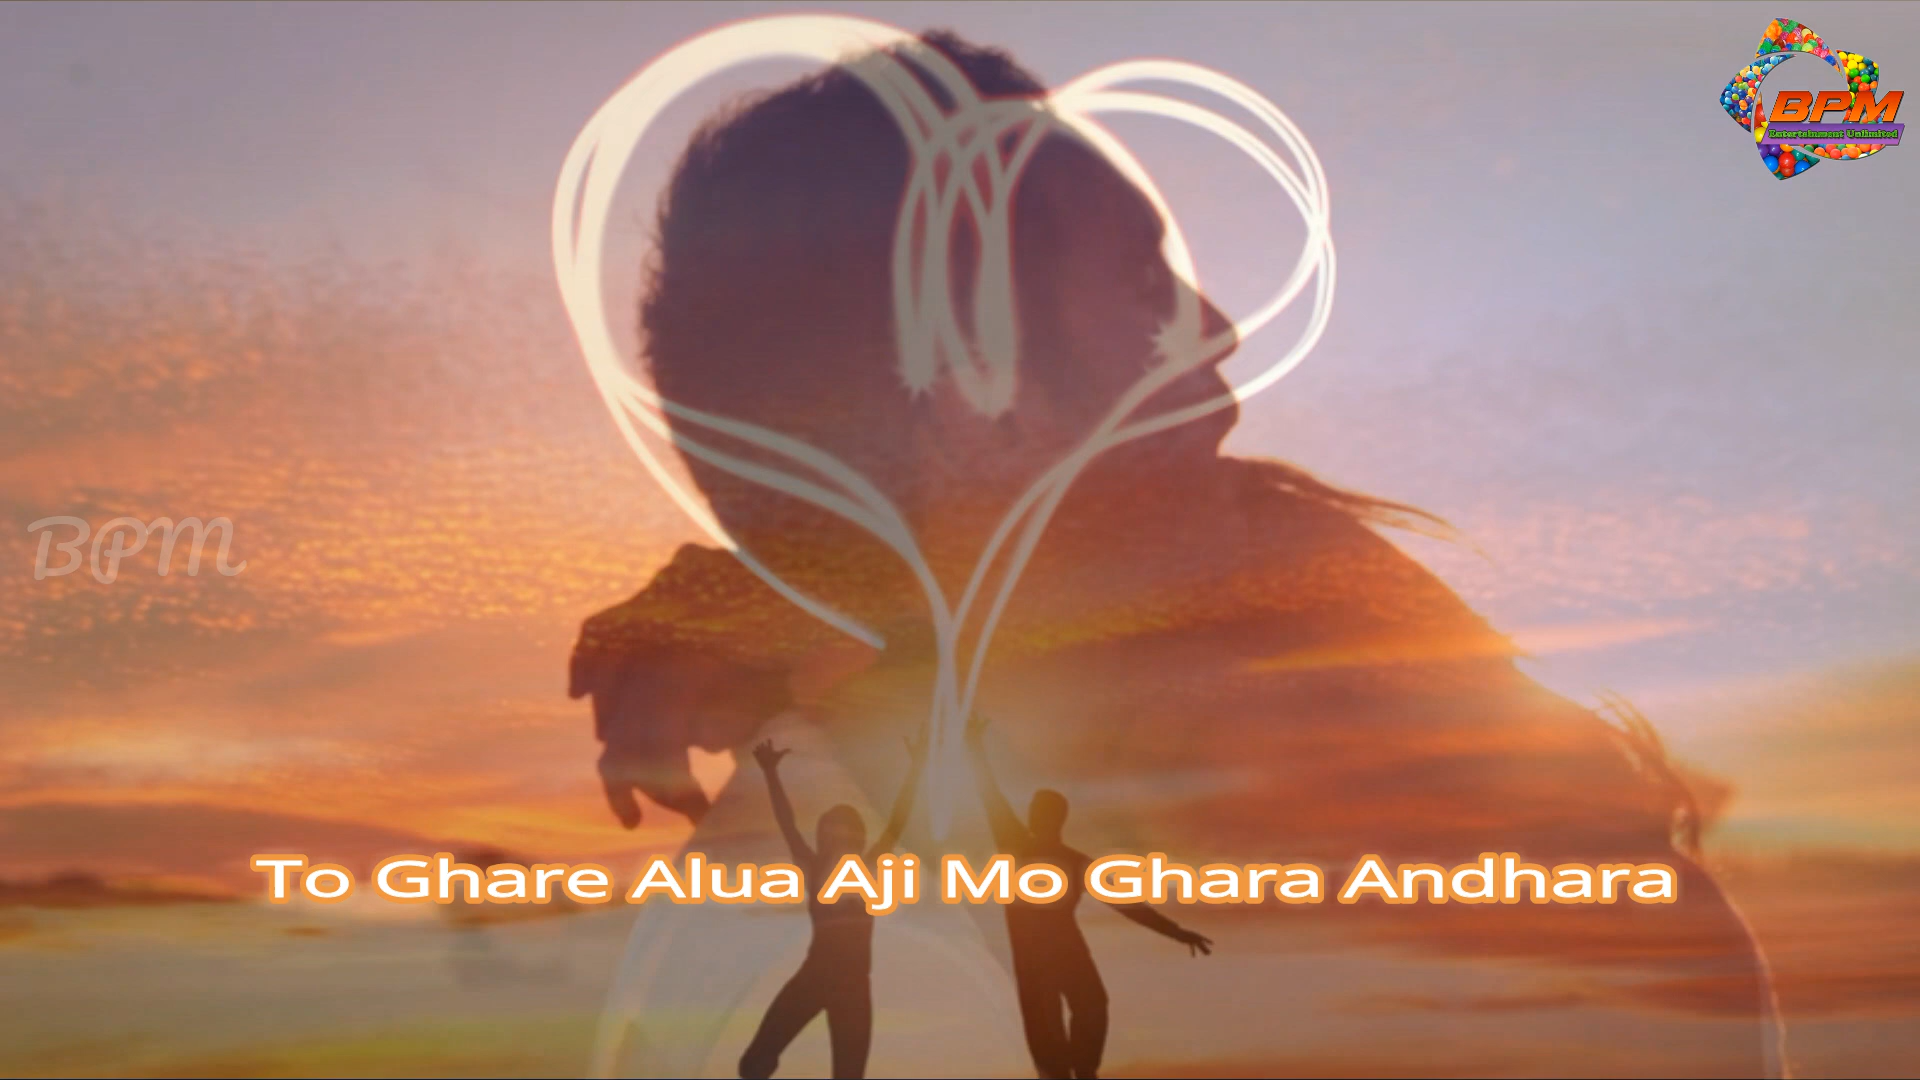 BPM
Entertainment Unlimited
BPM
To Ghare Alua Aji Mo Ghara Andhara